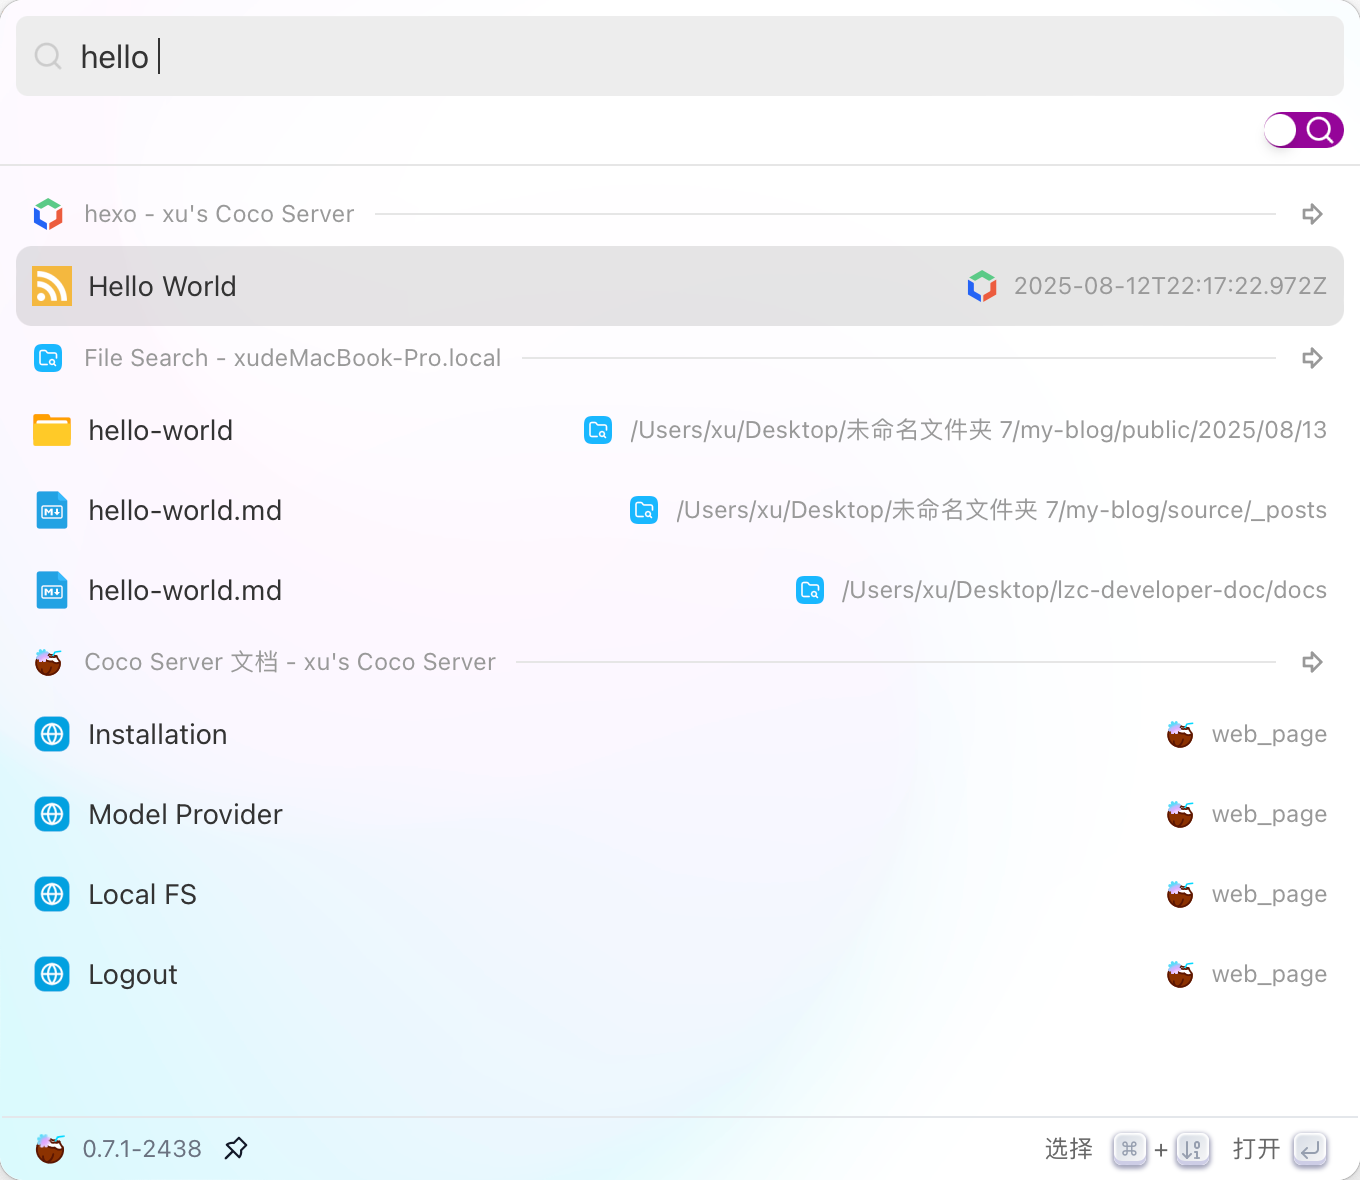 hello
hexo - xu's Coco Server
Hello World 2025-08-12T22:17:22.972Z
File Search - xudeMacBook-Pro.local
hello-world /Users/xu/Desktop/未命名文件夹 7/my-blog/public/2025/08/13
hello-world.md /Users/xu/Desktop/未命名文件夹 7/my-blog/source/_posts
hello-world.md /Users/xu/Desktop/lzc-developer-doc/docs
Coco Server 文档 - xu's Coco Server
Installation web_page
Model Provider web_page
Local FS web_page
Logout web_page
0.7.1-2438 选择 ⌘ + 打开